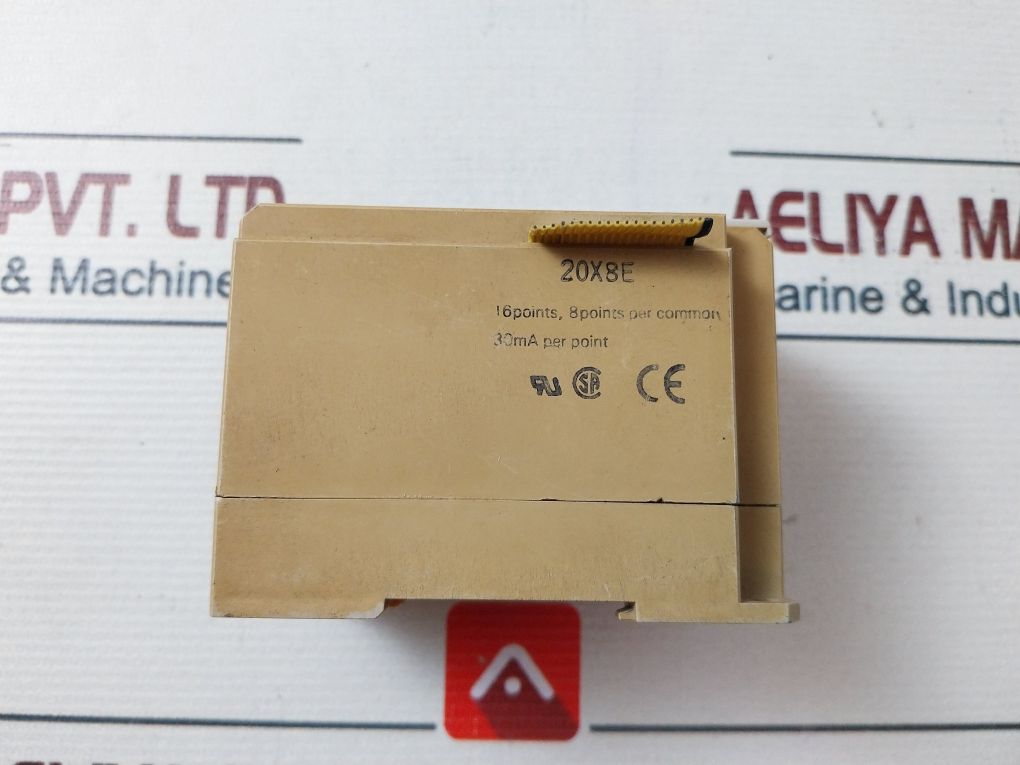 PVT. LTD
& Machine
AELIYA MA
arine & Indu
20X8E
16points, 8points per common
30mA per point
CE